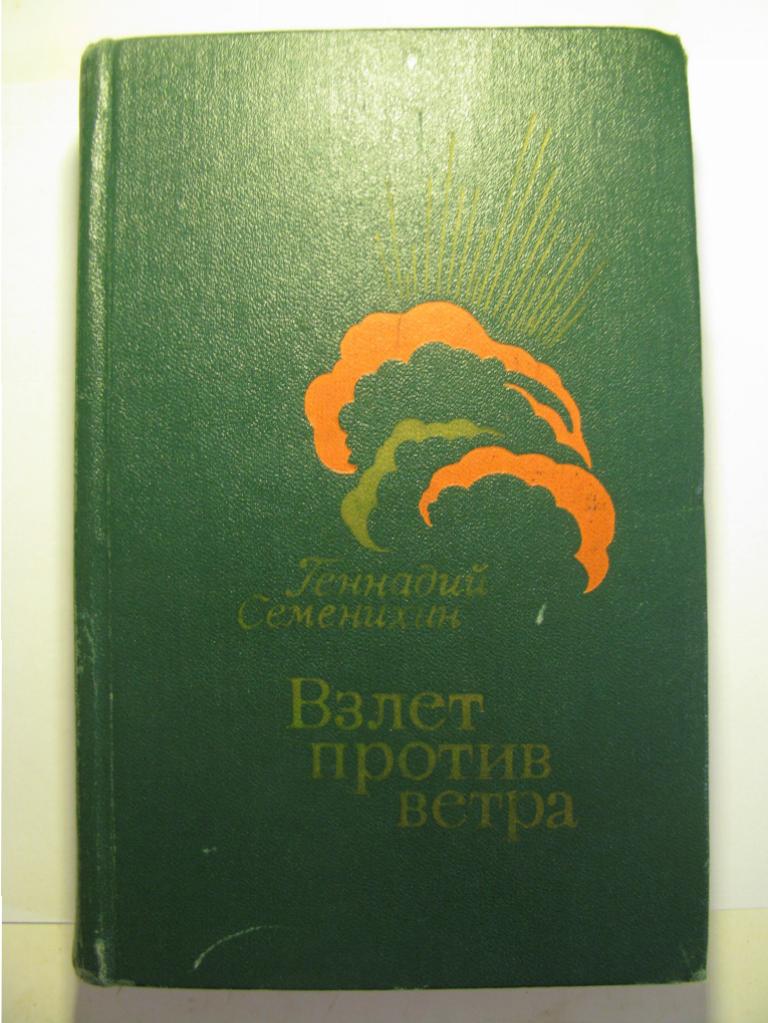 Геннадий
Семенихин
Взлет
против
ветра